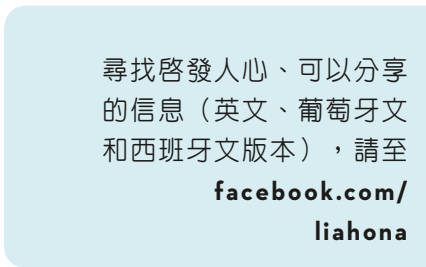 尋找啓發人心、可以分享
的信息（英文、葡萄牙文
和西班牙文版本），請至
facebook.com/
liahona